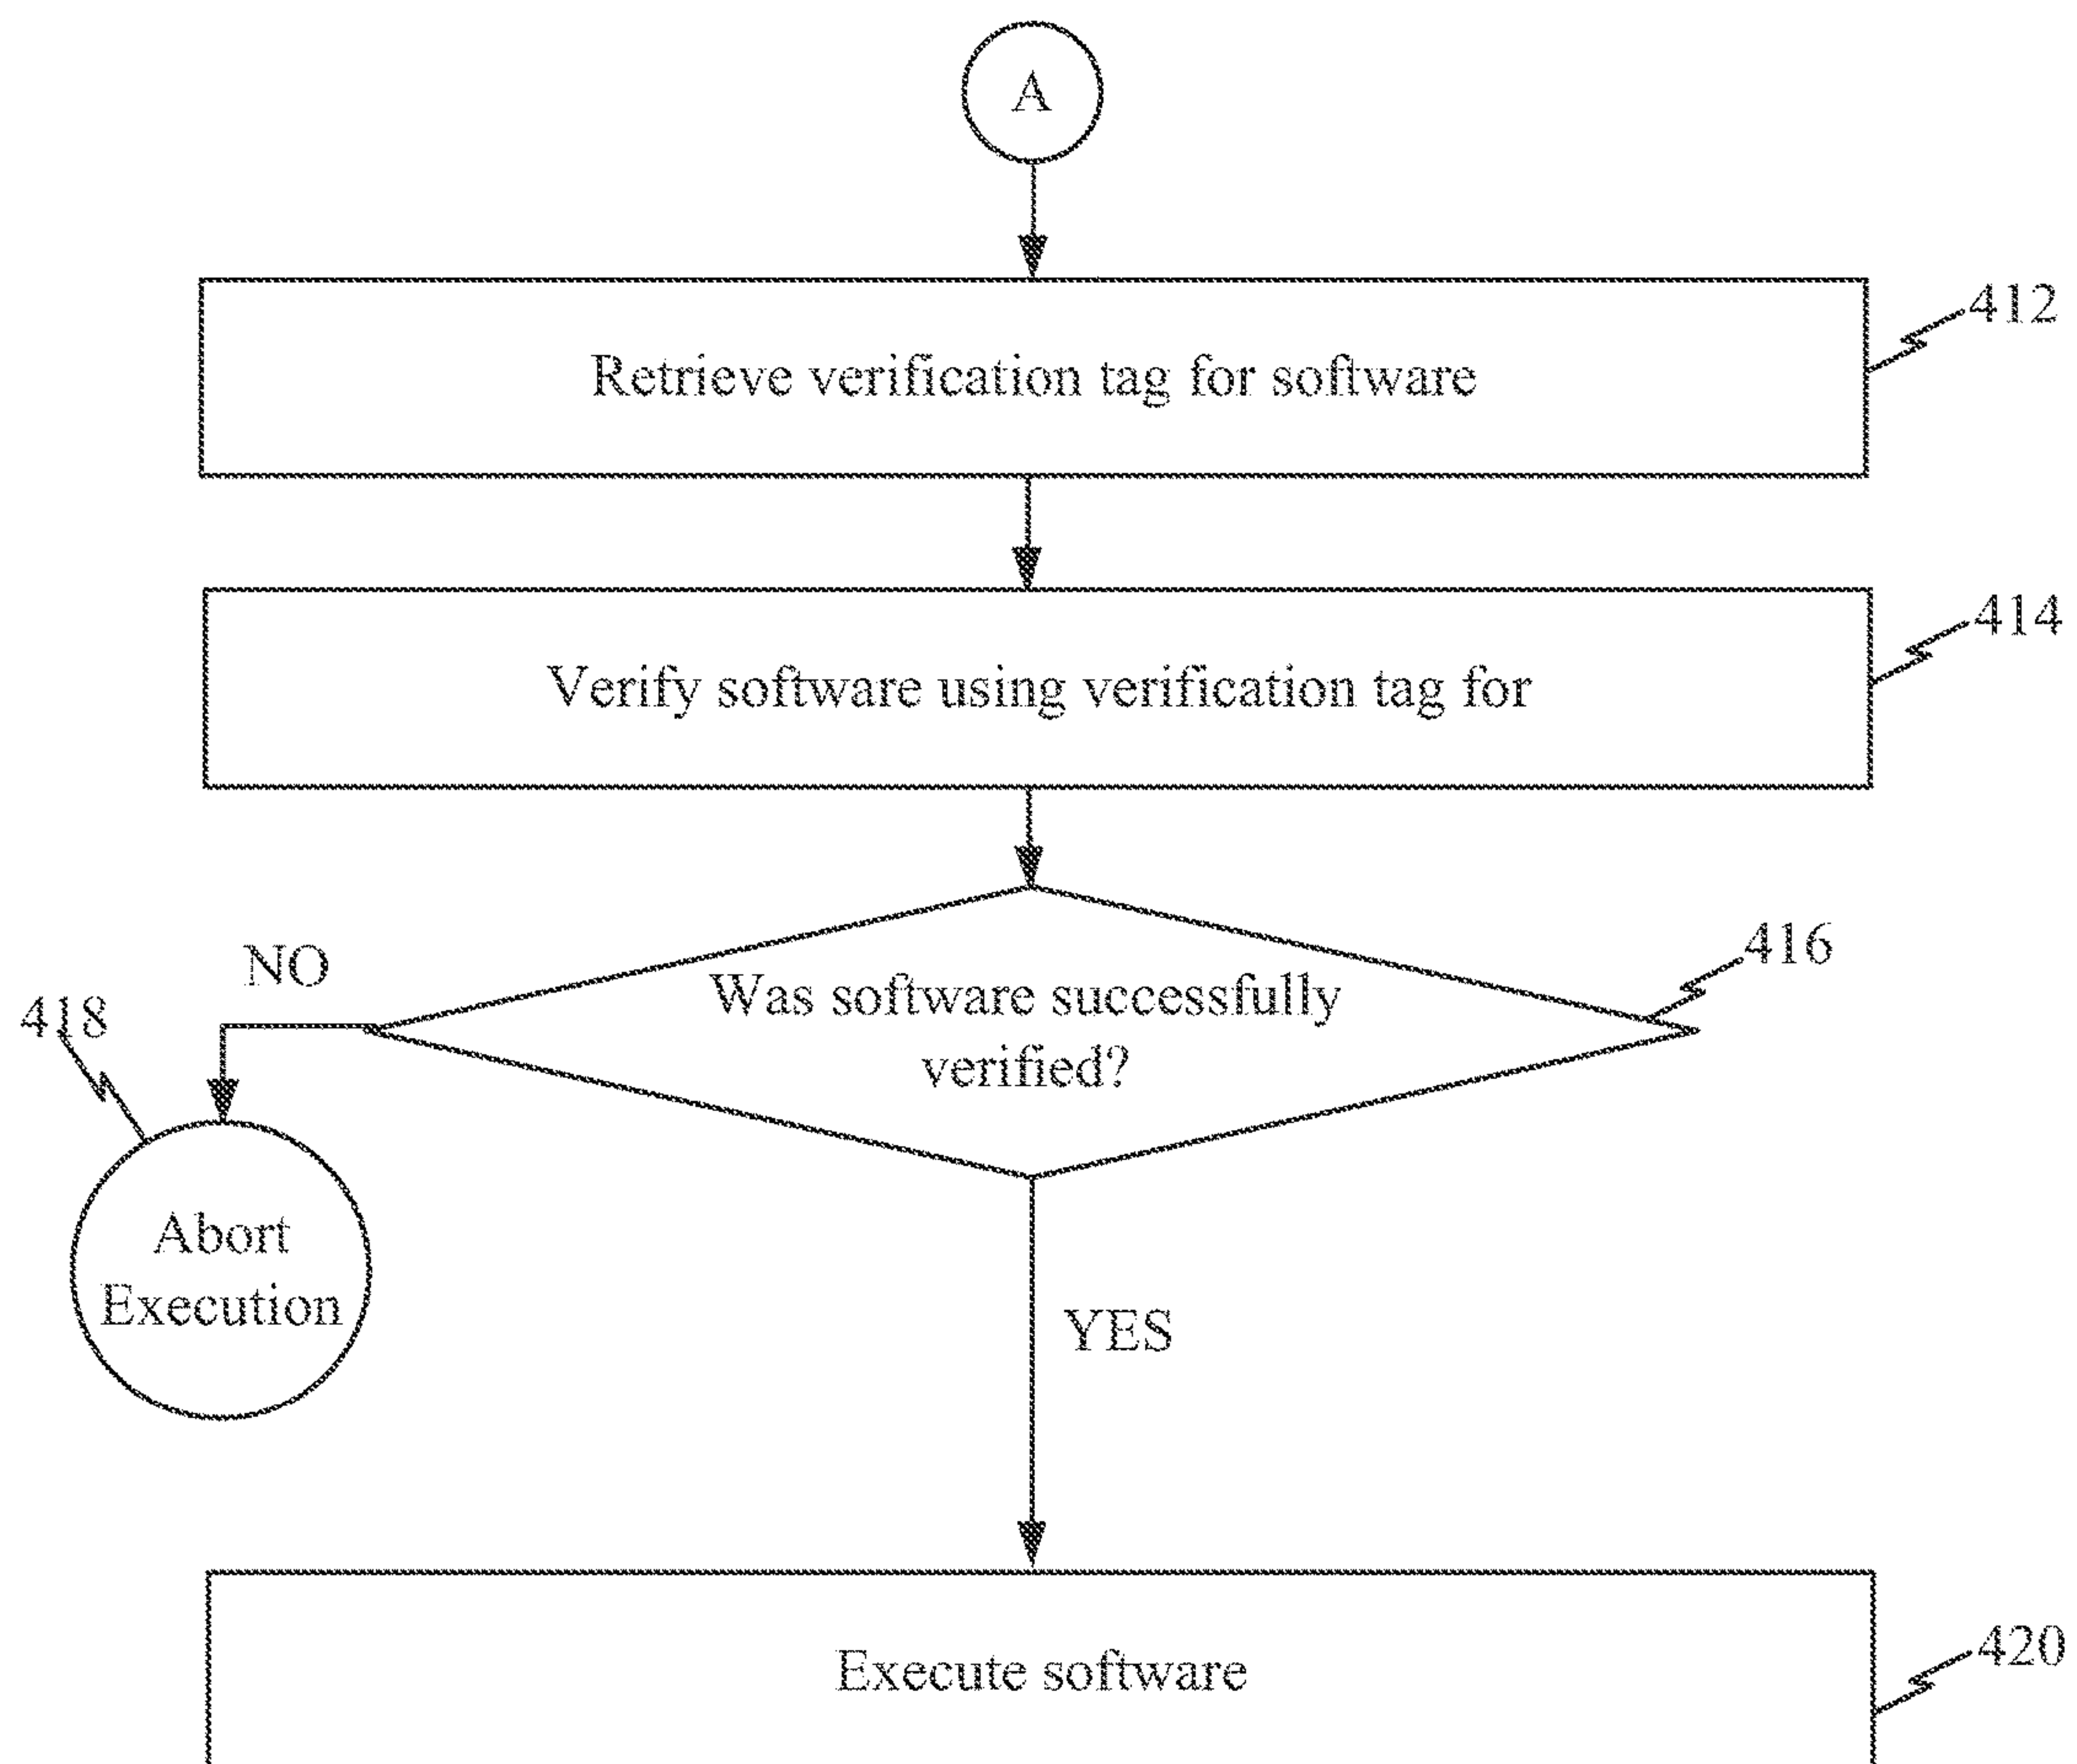 A
412
Retrieve verification tag for software
414
Verify software using verification tag for
416
NO
Was software successfully
verified?
418
Abort
Execution
YES
420
Execute software